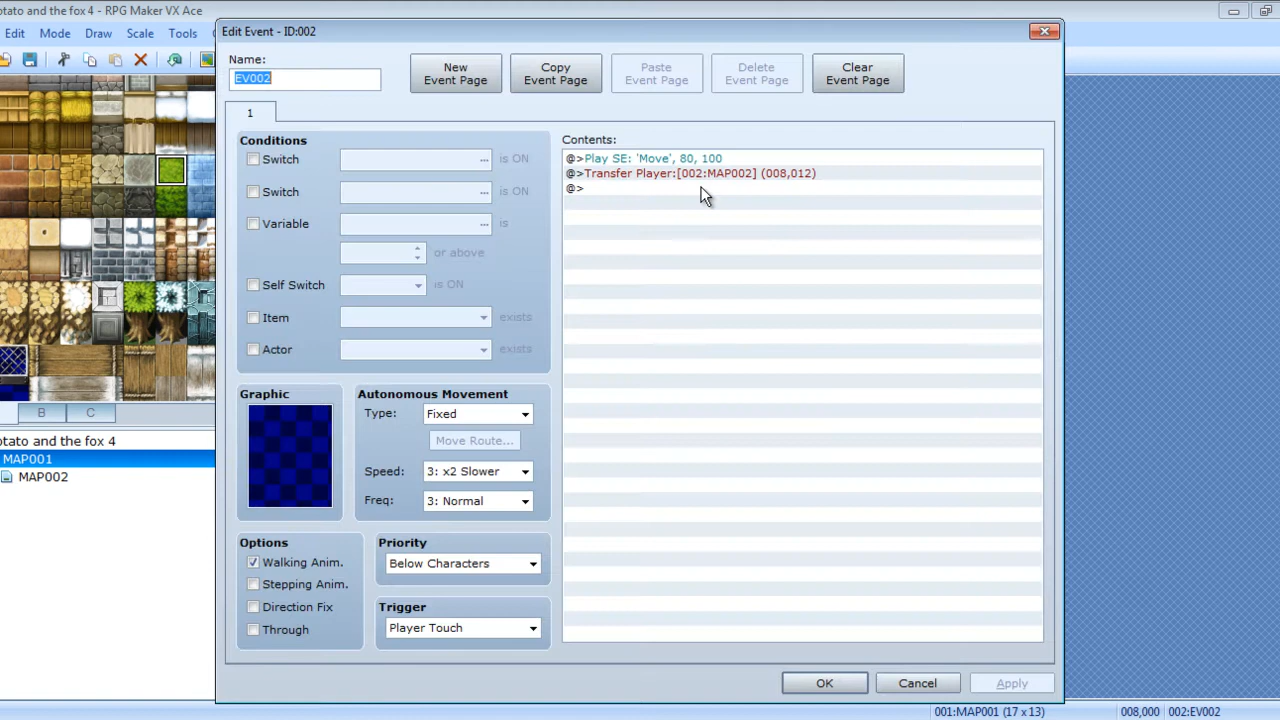 otato and the fox 4 - RPG Maker VX Ace
Edit Mode Draw Scale Tools
Edit Event - ID:002
Name:
EV002
New Event Page
Copy Event Page
Paste Event Page
Delete Event Page
Clear Event Page
1
Conditions
Switch ... is ON
Switch ... is ON
Variable ... is
or above
Self Switch is ON
Item exists
Actor exists
Graphic
Autonomous Movement
Type: Fixed
Move Route...
Speed: 3: x2 Slower
Freq: 3: Normal
Options
Walking Anim.
Stepping Anim.
Direction Fix
Through
Priority
Below Characters
Trigger
Player Touch
Contents:
@>Play SE: 'Move', 80, 100
@>Transfer Player:[002:MAP002] (008,012)
@>
OK Cancel Apply
B C
otato and the fox 4
MAP001
MAP002
001:MAP001 (17 x 13) 008,000 002:EV002